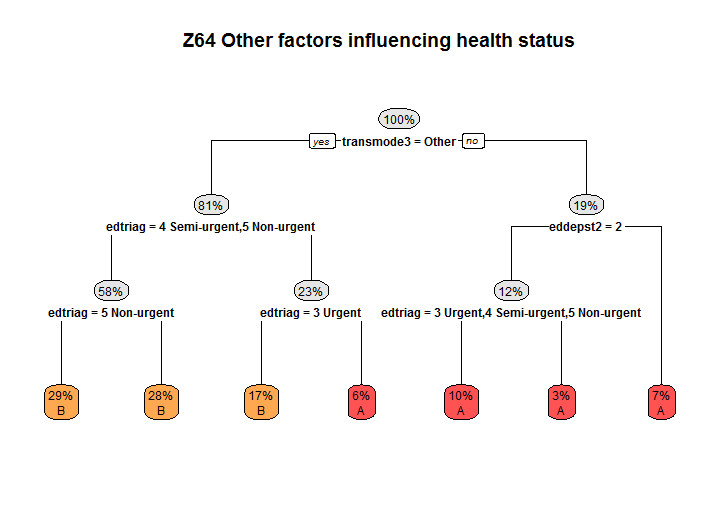 Z64 Other factors influencing health status
100%
yes transmode3 = Other no
81% 19%
edtriag = 4 Semi-urgent,5 Non-urgent eddepst2 = 2
58% 23% 12%
edtriag = 5 Non-urgent edtriag = 3 Urgent edtriag = 3 Urgent,4 Semi-urgent,5 Non-urgent
29% 28% 17% 6% 10% 3% 7%
B B B A A A A